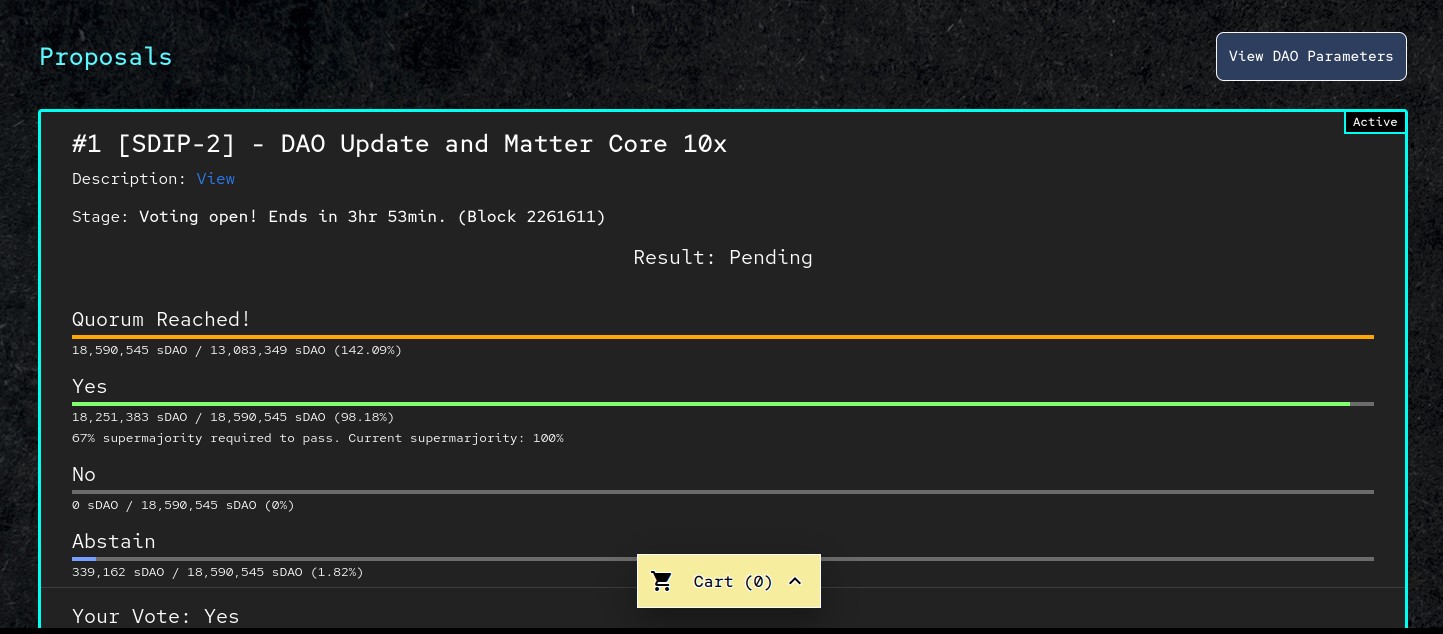 Proposals
View DAO Parameters
Active
#1 [SDIP-2] - DAO Update and Matter Core 10x
Description: View
Stage: Voting open! Ends in 3hr 53min. (Block 2261611)
Result: Pending
Quorum Reached!
18,590,545 sDAO / 13,083,349 sDAO (142.09%)
Yes
18,251,383 sDAO / 18,590,545 sDAO (98.18%)
67% supermajority required to pass. Current supermarjority: 100%
No
0 sDAO / 18,590,545 sDAO (0%)
Abstain
339,162 sDAO / 18,590,545 sDAO (1.82%)
Cart (0)
Your Vote: Yes